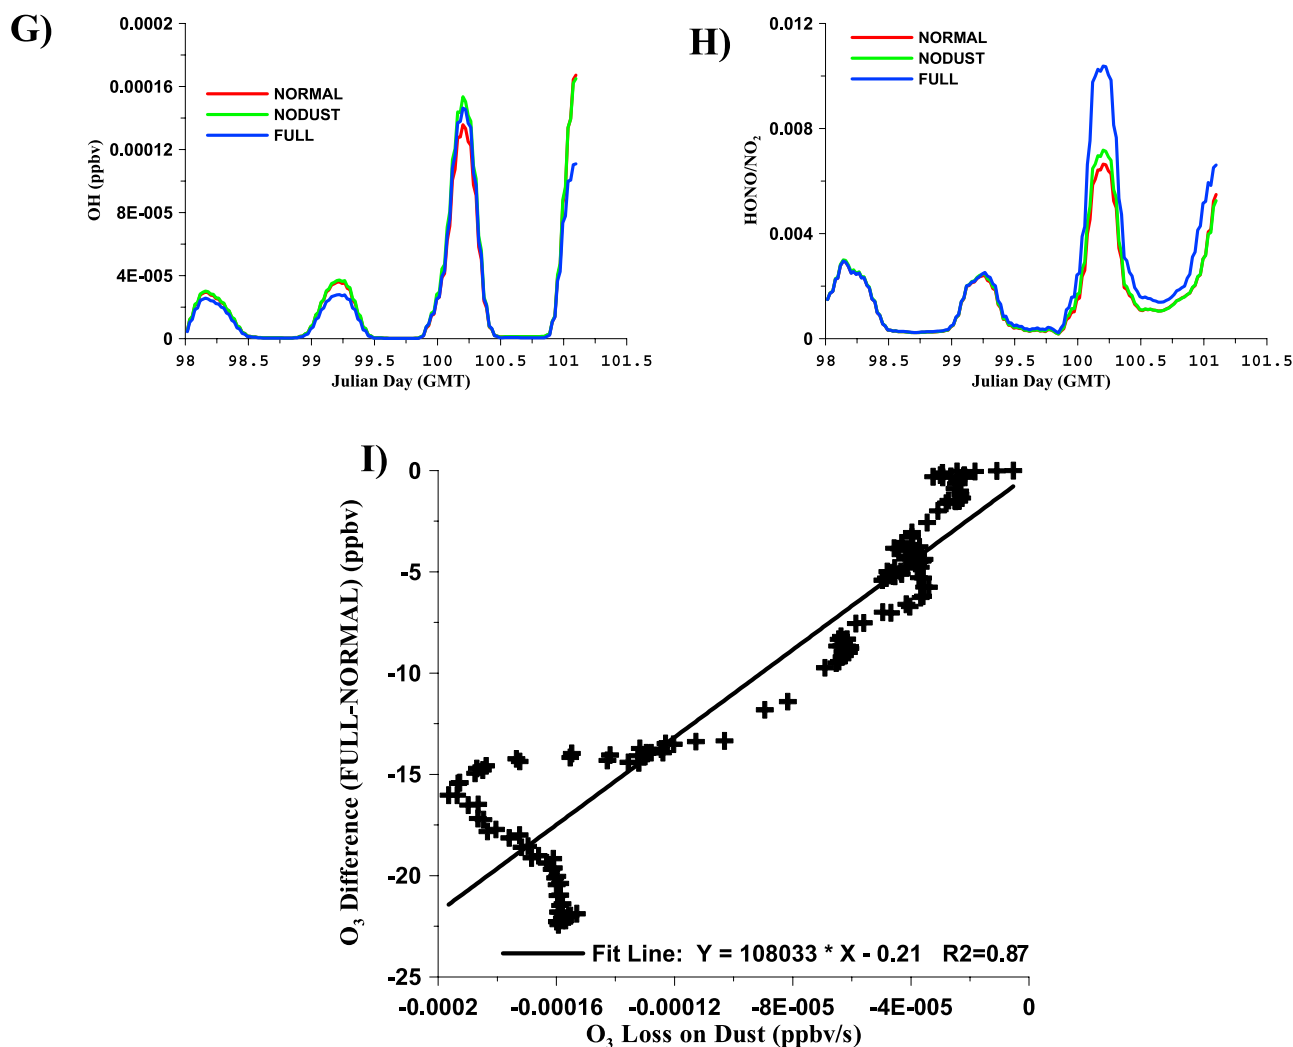 G)
0.0002
0.00016
0.00012
8E-005
4E-005
0
OH (ppbv)
NORMAL
NODUST
FULL
98 98.5 99 99.5 100 100.5 101 101.5
Julian Day (GMT)
H)
0.012
0.008
0.004
0
HONO/NO2
NORMAL
NODUST
FULL
98 98.5 99 99.5 100 100.5 101 101.5
Julian Day (GMT)
I)
0
-5
-10
-15
-20
-25
O3 Difference (FULL-NORMAL) (ppbv)
Fit Line: Y = 108033 * X - 0.21 R2=0.87
-0.0002 -0.00016 -0.00012 -8E-005 -4E-005 0
O3 Loss on Dust (ppbv/s)